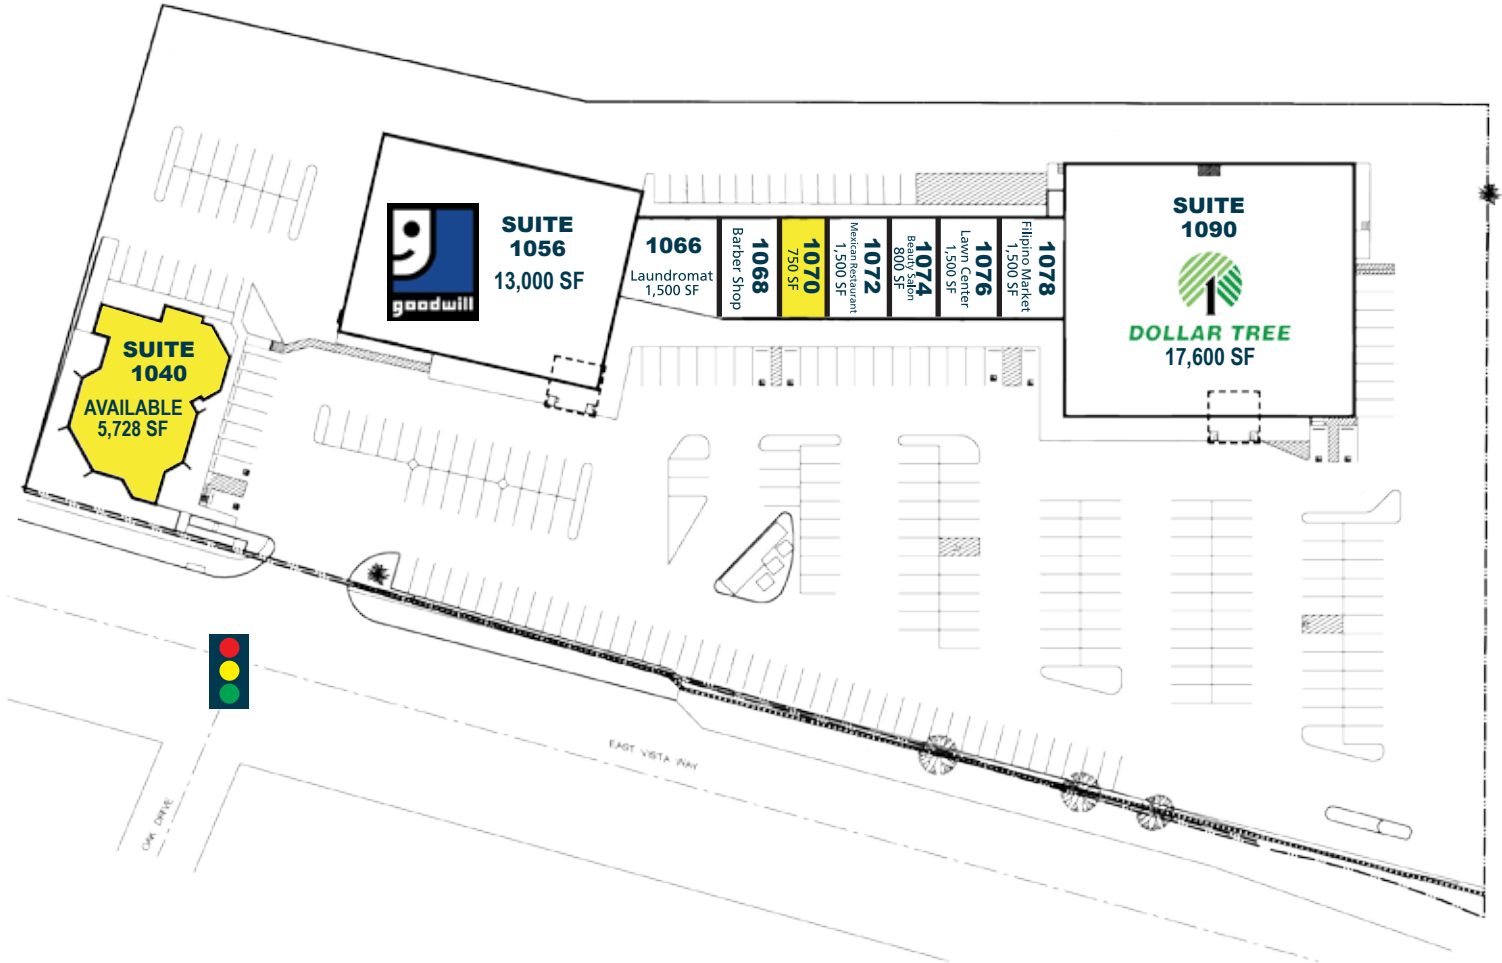 SUITE
1056
13,000 SF
goodwill
1066
Laundromat
1,500 SF
1068
Barber Shop
1070
750 SF
1072
Mexican Restaurant
1,500 SF
1074
Beauty Salon
800 SF
1076
Lawn Center
1,500 SF
1078
Filipino Market
1,500 SF
SUITE
1090
1
DOLLAR TREE
17,600 SF
SUITE
1040
AVAILABLE
5,728 SF
EAST VISTA WAY
OAK DRIVE